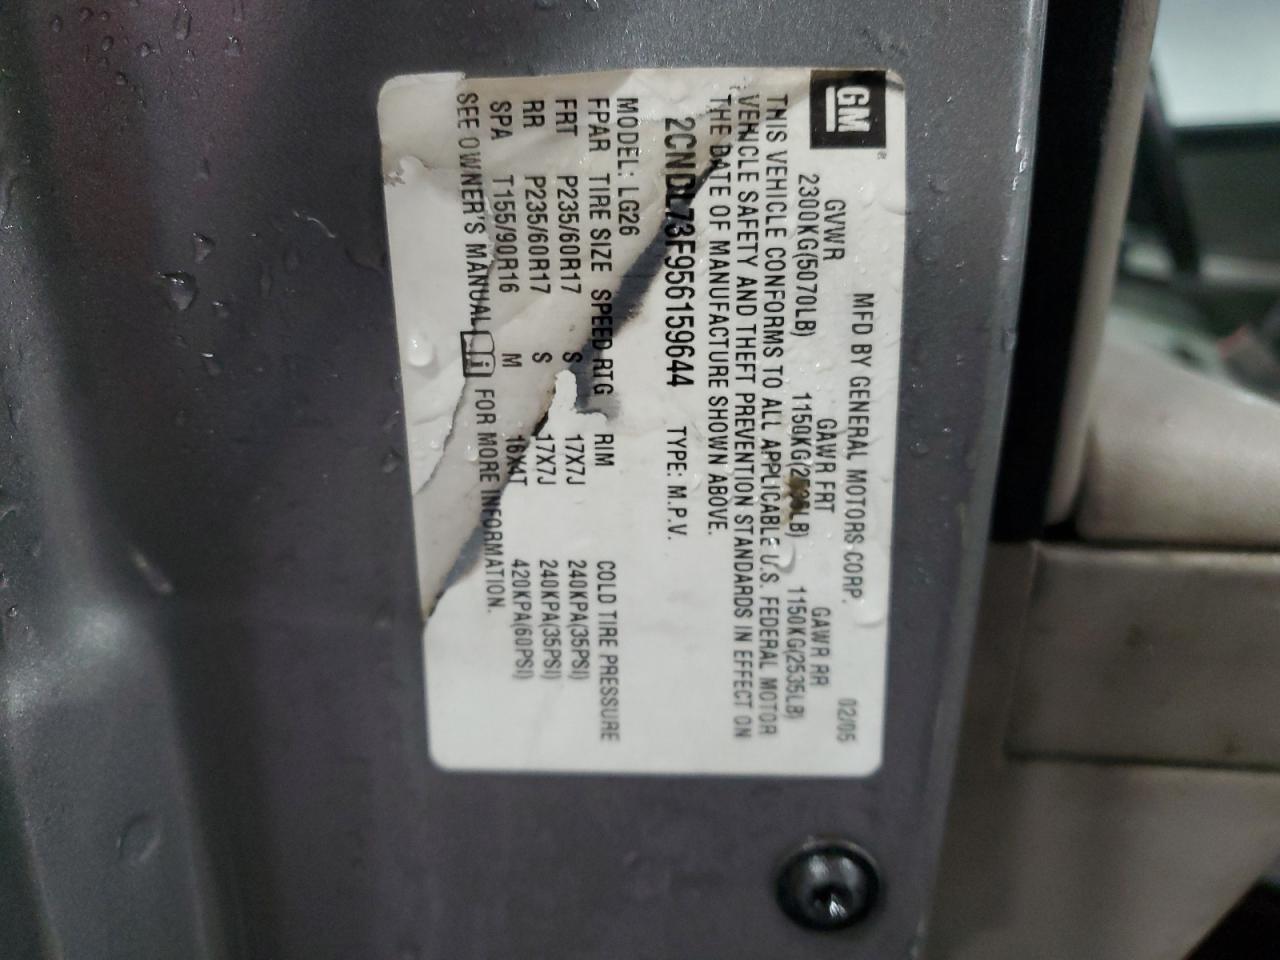 GM
MFD BY GENERAL MOTORS CORP. 02/05
GVWR GAWR FRT GAWR RR
2300KG(5070LB) 1150KG(2535LB) 1150KG(2535LB)
THIS VEHICLE CONFORMS TO ALL APPLICABLE U.S. FEDERAL MOTOR
VEHICLE SAFETY AND THEFT PREVENTION STANDARDS IN EFFECT ON
THE DATE OF MANUFACTURE SHOWN ABOVE.
2CNDL73F956159644 TYPE: M.P.V.
MODEL: LG26
FPAR TIRE SIZE SPEED RTG RIM COLD TIRE PRESSURE
FRT P235/60R17 S 17X7J 240KPA(35PSI)
RR P235/60R17 S 17X7J 240KPA(35PSI)
SPA T155/90R16 M 16X4T 420KPA(60PSI)
SEE OWNER'S MANUAL i FOR MORE INFORMATION.